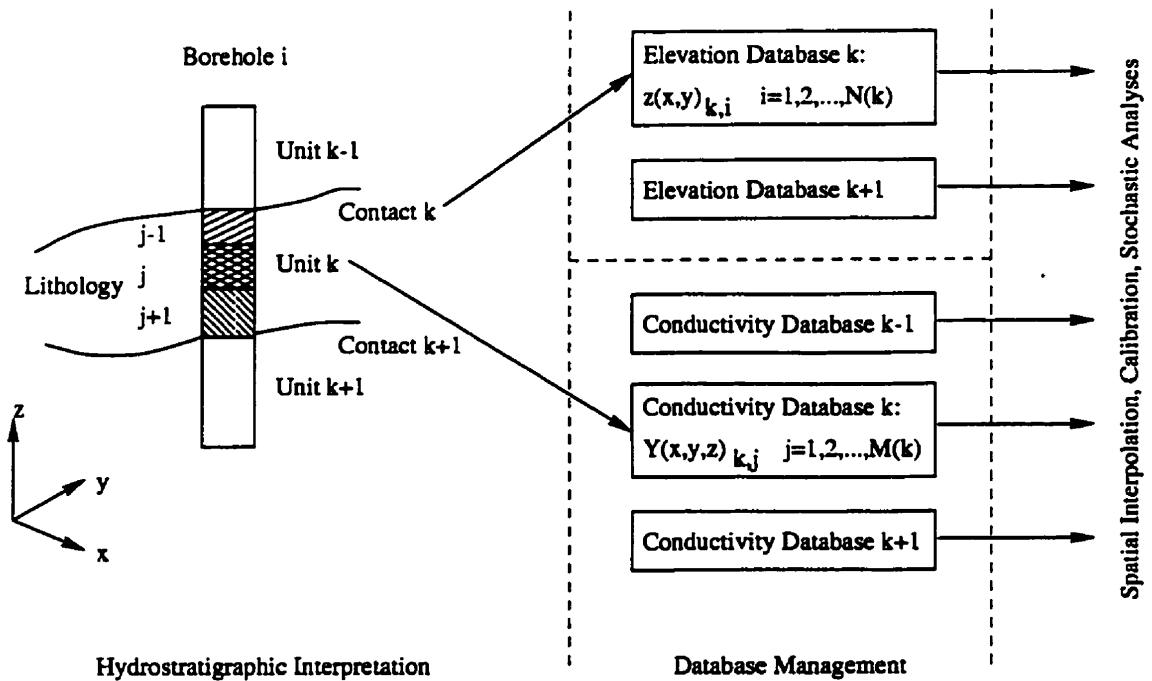 Borehole i
Unit k-1
Contact k
j-1
Unit k
j
Lithology
j+1
Contact k+1
Unit k+1
z
y
x
Hydrostratigraphic Interpretation
Elevation Database k:
z(x,y)k,i i=1,2,...,N(k)
Elevation Database k+1
Conductivity Database k-1
Conductivity Database k:
Y(x,y,z) k,j j=1,2,...,M(k)
Conductivity Database k+1
Database Management
Spatial Interpolation, Calibration, Stochastic Analyses